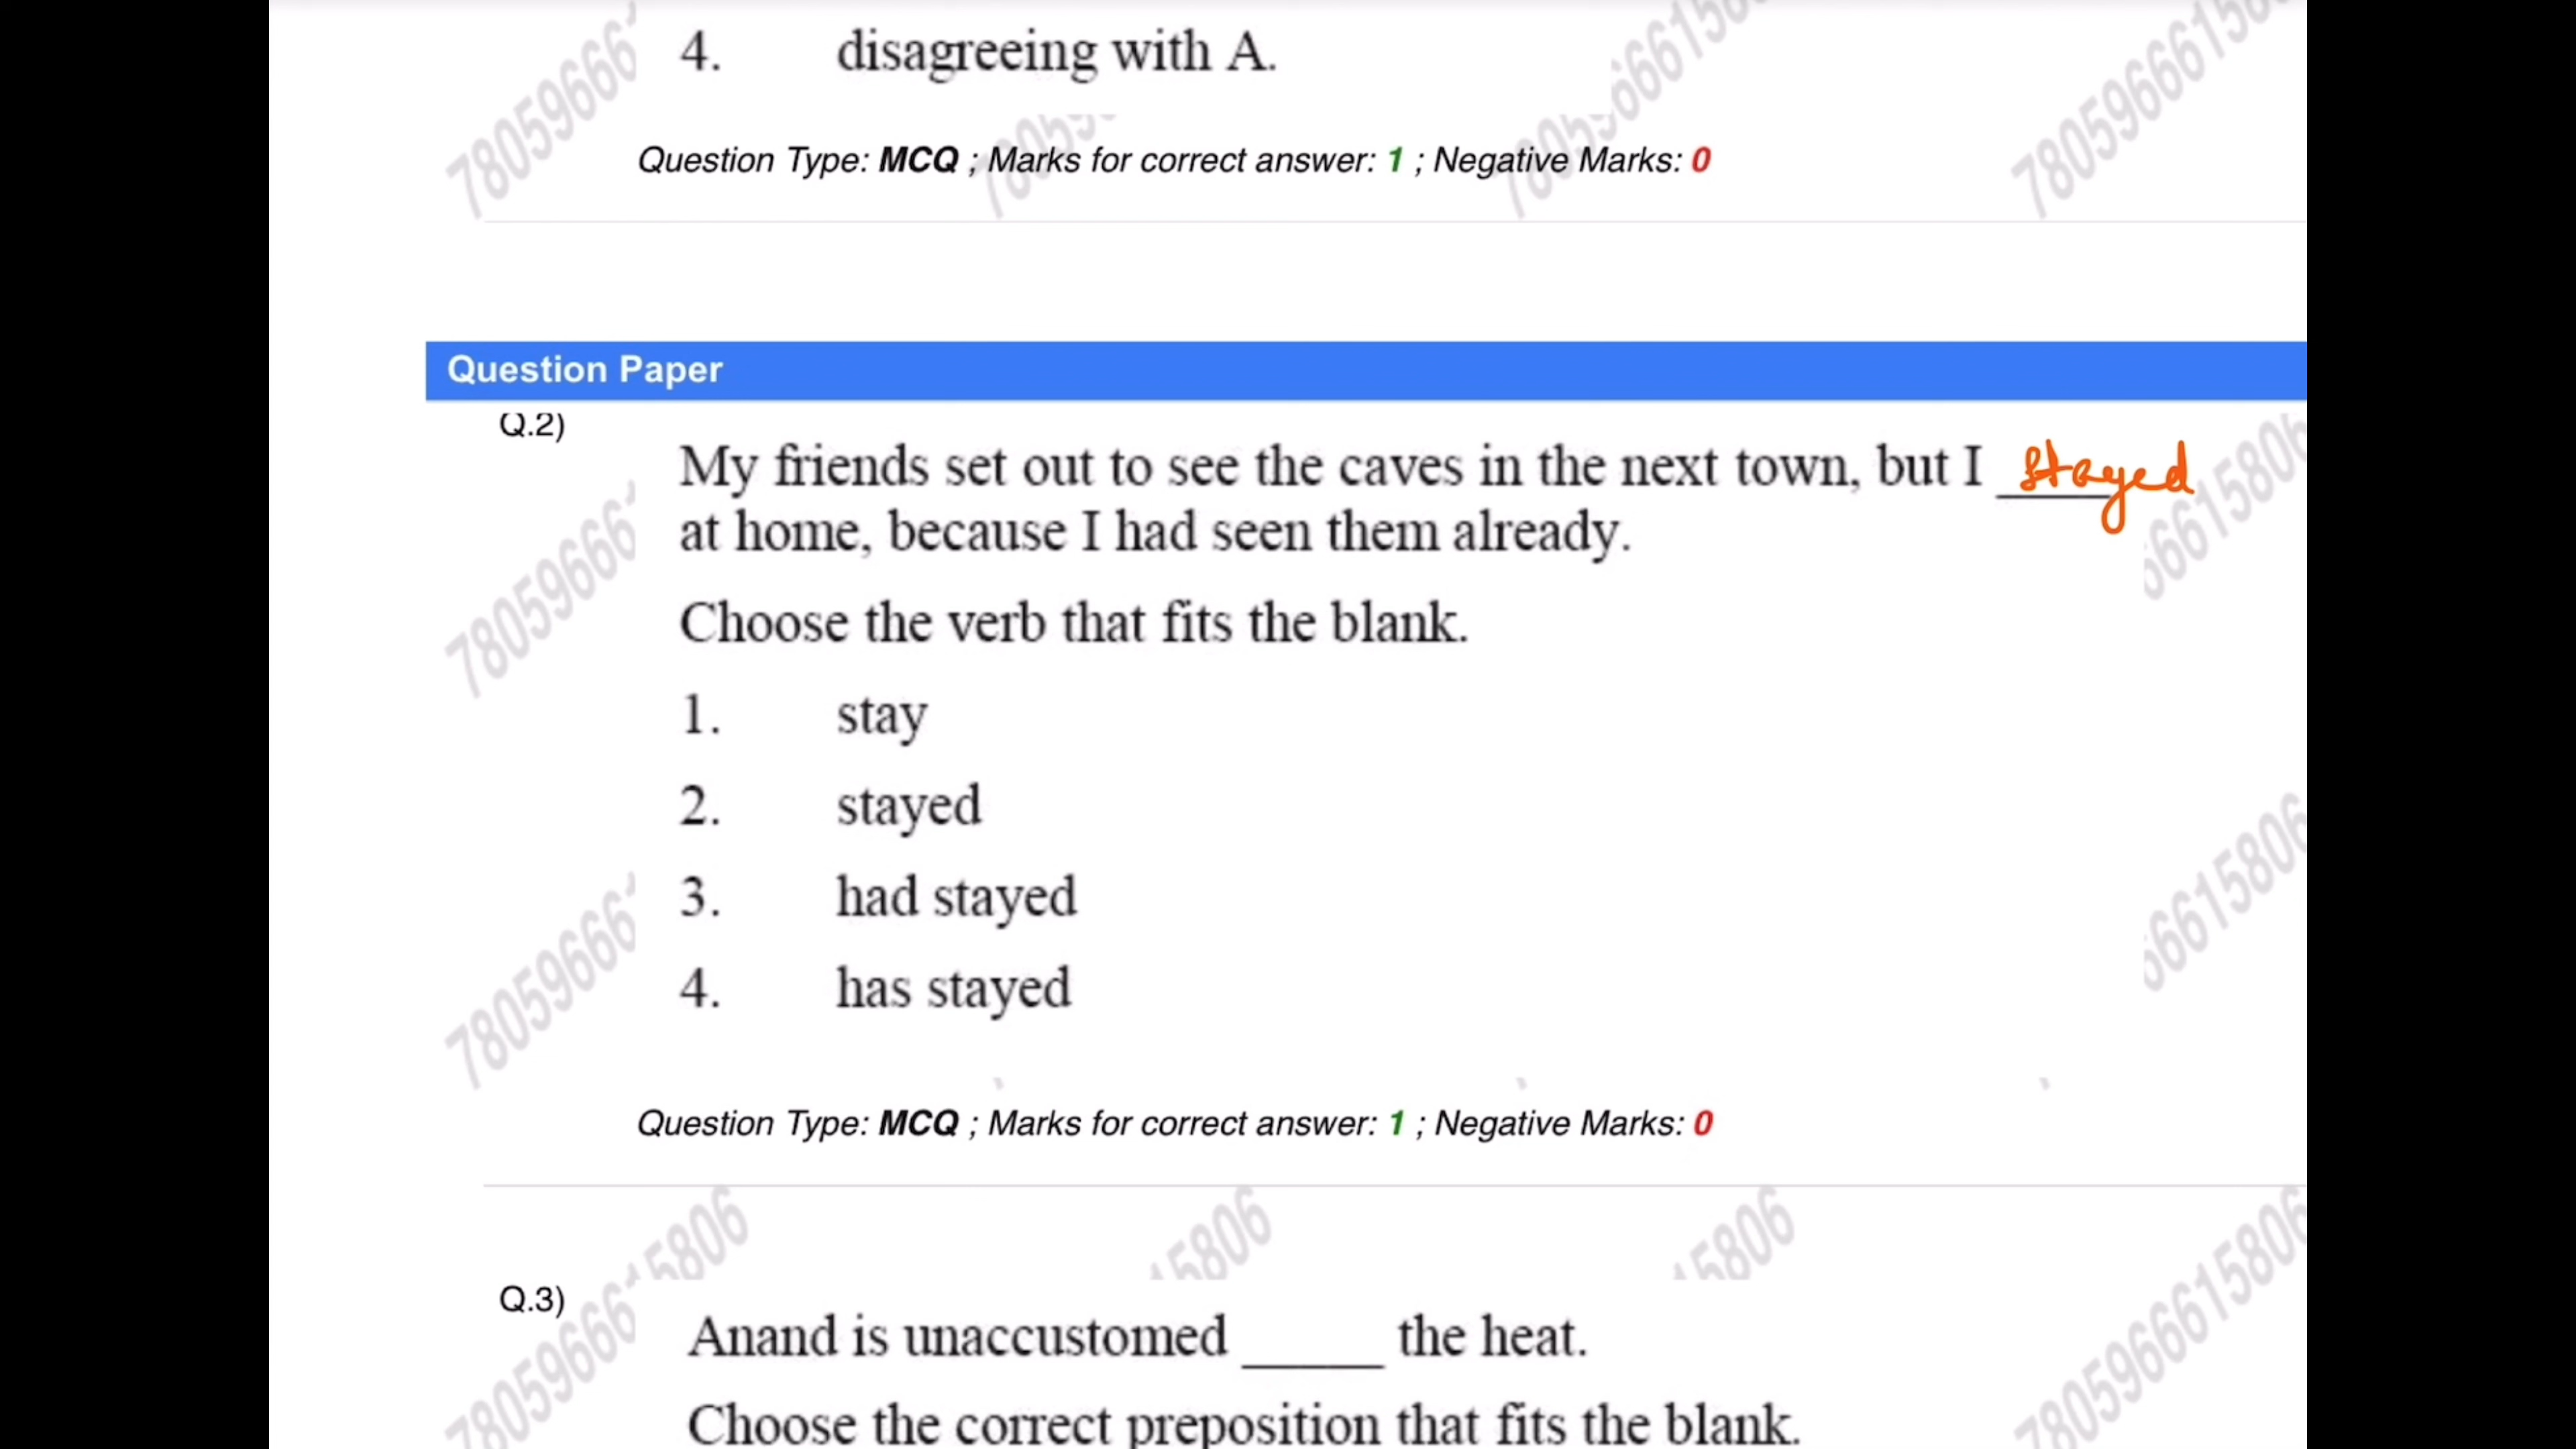 4. disagreeing with A.
Question Type: MCQ ; Marks for correct answer: 1 ; Negative Marks: 0
Question Paper
Q.2)
My friends set out to see the caves in the next town, but I stayed
at home, because I had seen them already.
Choose the verb that fits the blank.
1. stay
2. stayed
3. had stayed
4. has stayed
Question Type: MCQ ; Marks for correct answer: 1 ; Negative Marks: 0
Q.3)
Anand is unaccustomed _____ the heat.
Choose the correct preposition that fits the blank.